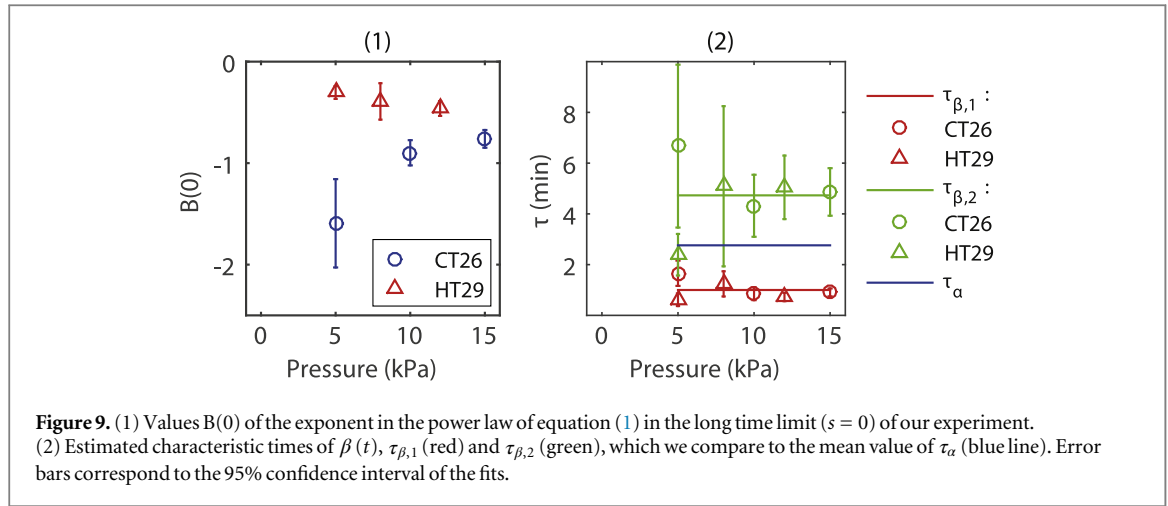 (1)
(2)
0
-1
-2
B(0)
CT26
HT29
0
5
10
15
Pressure (kPa)
8
6
4
2
τ (min)
0
5
10
15
Pressure (kPa)
τβ,1 :
CT26
HT29
τβ,2 :
CT26
HT29
τα
Figure 9. (1) Values B(0) of the exponent in the power law of equation (1) in the long time limit (s = 0) of our experiment.
(2) Estimated characteristic times of β (t), τβ,1 (red) and τβ,2 (green), which we compare to the mean value of τα (blue line). Error
bars correspond to the 95% confidence interval of the fits.